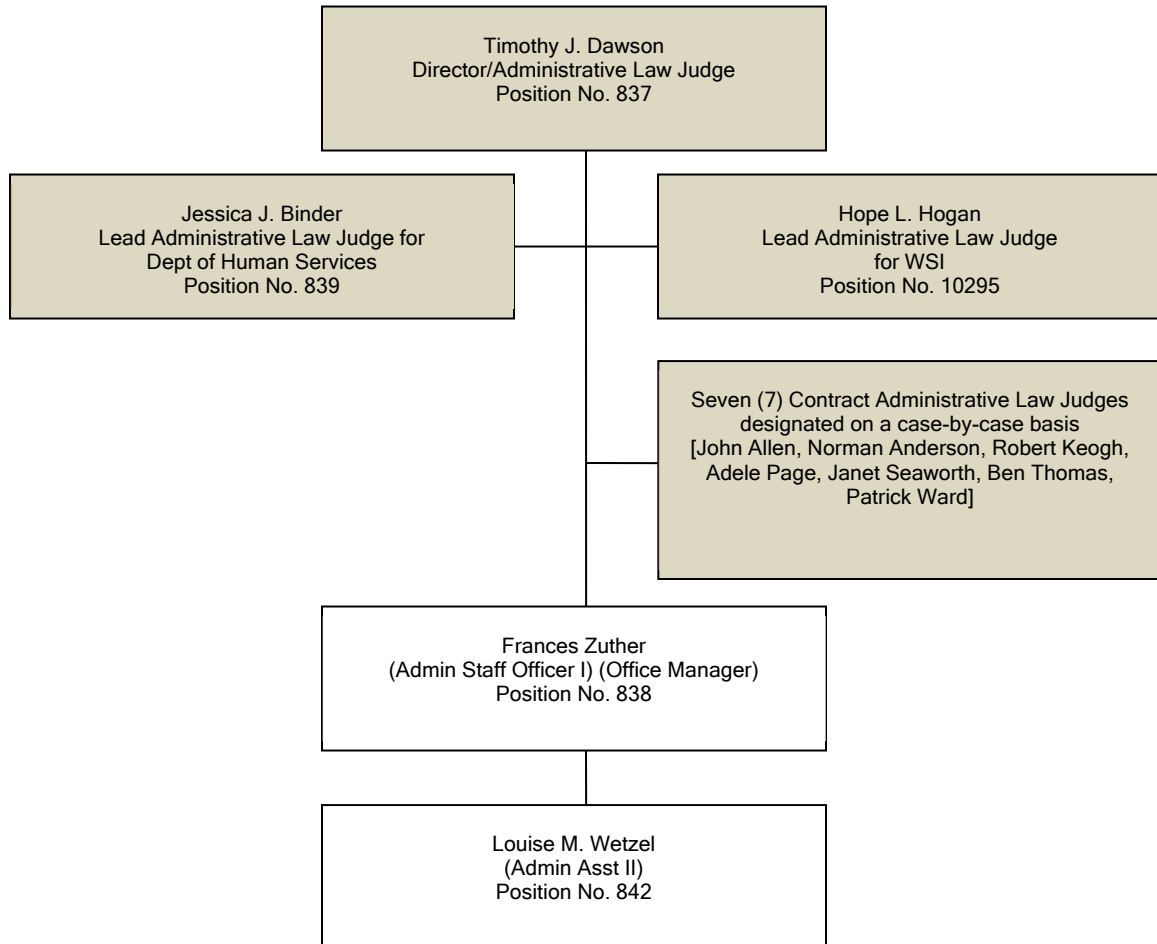 Timothy J. Dawson
Director/Administrative Law Judge
Position No. 837
Jessica J. Binder
Lead Administrative Law Judge for
Dept of Human Services
Position No. 839
Hope L. Hogan
Lead Administrative Law Judge
for WSI
Position No. 10295
Seven (7) Contract Administrative Law Judges
designated on a case-by-case basis
[John Allen, Norman Anderson, Robert Keogh,
Adele Page, Janet Seaworth, Ben Thomas,
Patrick Ward]
Frances Zuther
(Admin Staff Officer I) (Office Manager)
Position No. 838
Louise M. Wetzel
(Admin Asst II)
Position No. 842